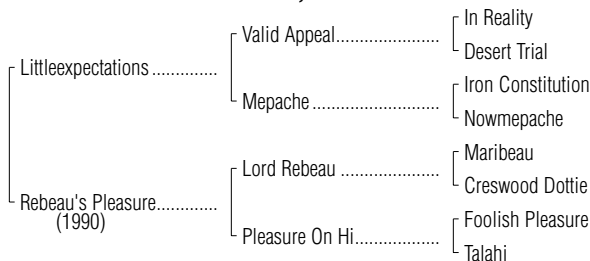 In Reality
Valid Appeal....................
Desert Trial
Littleexpectations .............
Iron Constitution
Mepache ........................
Nowmepache
Maribeau
Lord Rebeau ...................
Creswood Dottie
Rebeau's Pleasure.............
(1990)
Foolish Pleasure
Pleasure On Hi.................
Talahi